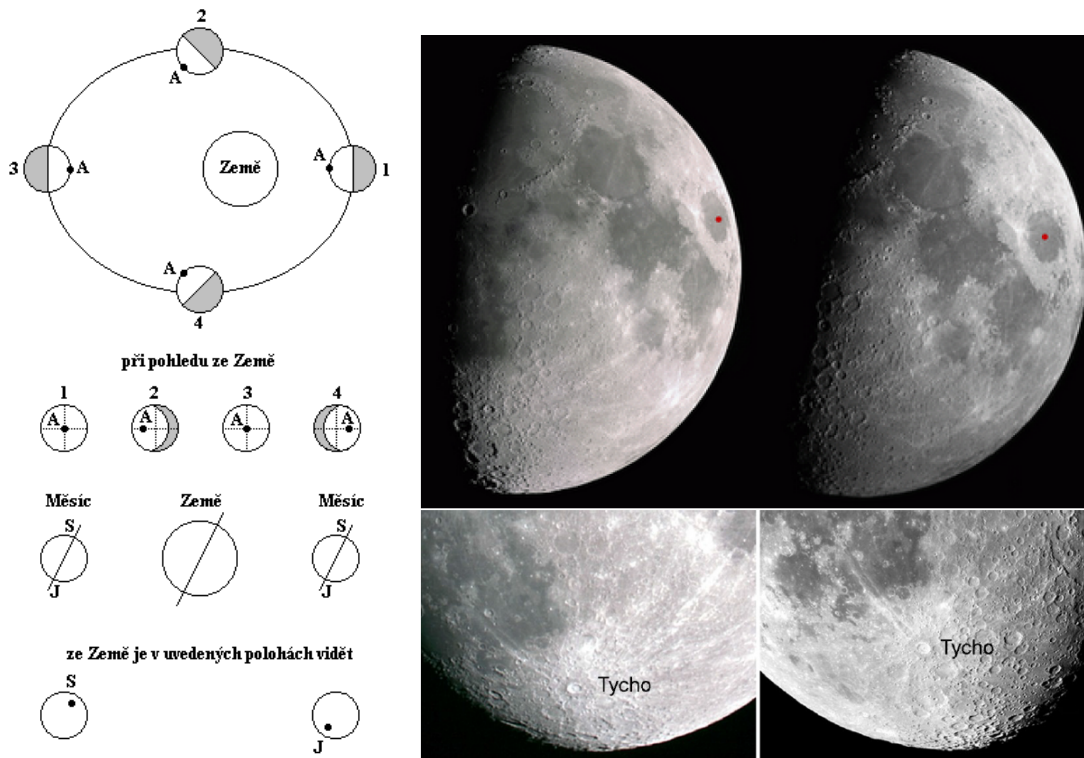 2
A
3
A
Země
A
1
A
4
při pohledu ze Země
1 2 3 4
A A A A
Měsíc Země Měsíc
S S
J J
ze Země je v uvedených polohách vidět
S
J
Tycho
Tycho